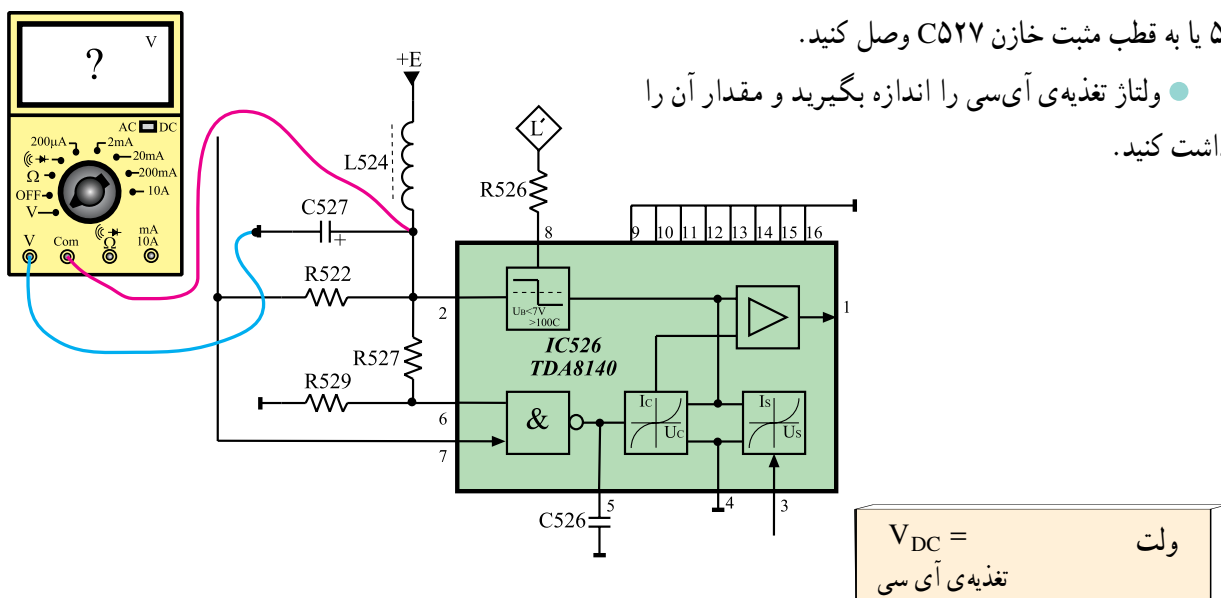 ۵ یا به قطب مثبت خازن C۵۲۷ وصل کنید.
● ولتاژ تغذیه‌ی آی‌سی را اندازه بگیرید و مقدار آن را
داشت کنید.
V
?
AC DC
200µA
2mA
20mA
200mA
10A
Ω
OFF
V
V
Com
Ω
mA
10A
+E
L524
C527
+
R522
R527
R529
L′
R526
8
9 10 11 12 13 14 15 16
2
UB<7V
>100C
1
IC526
TDA8140
6
&
IC
UC
IS
US
7
5
4
3
C526
VDC = ولت
تغذیه‌ی آی سی